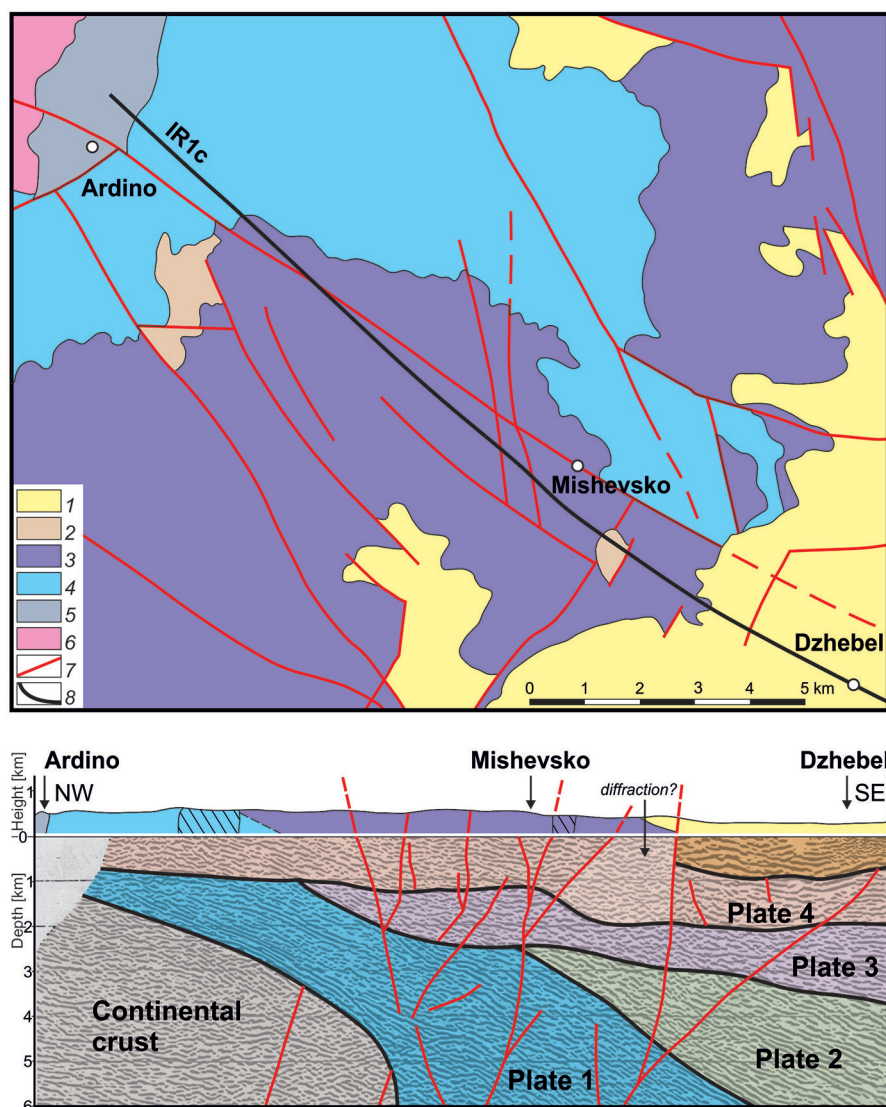 IR1c
Ardino
Mishevsko
1
2
3
4
5
6
7
8
Dzhebel
0 1 2 3 4 5 km
Ardino Mishevsko Dzhebel
NW diffraction? SE
Height [km]
1
0
Depth [km]
1
2
3
4
5
6
Plate 4
Plate 3
Continental
crust
Plate 2
Plate 1